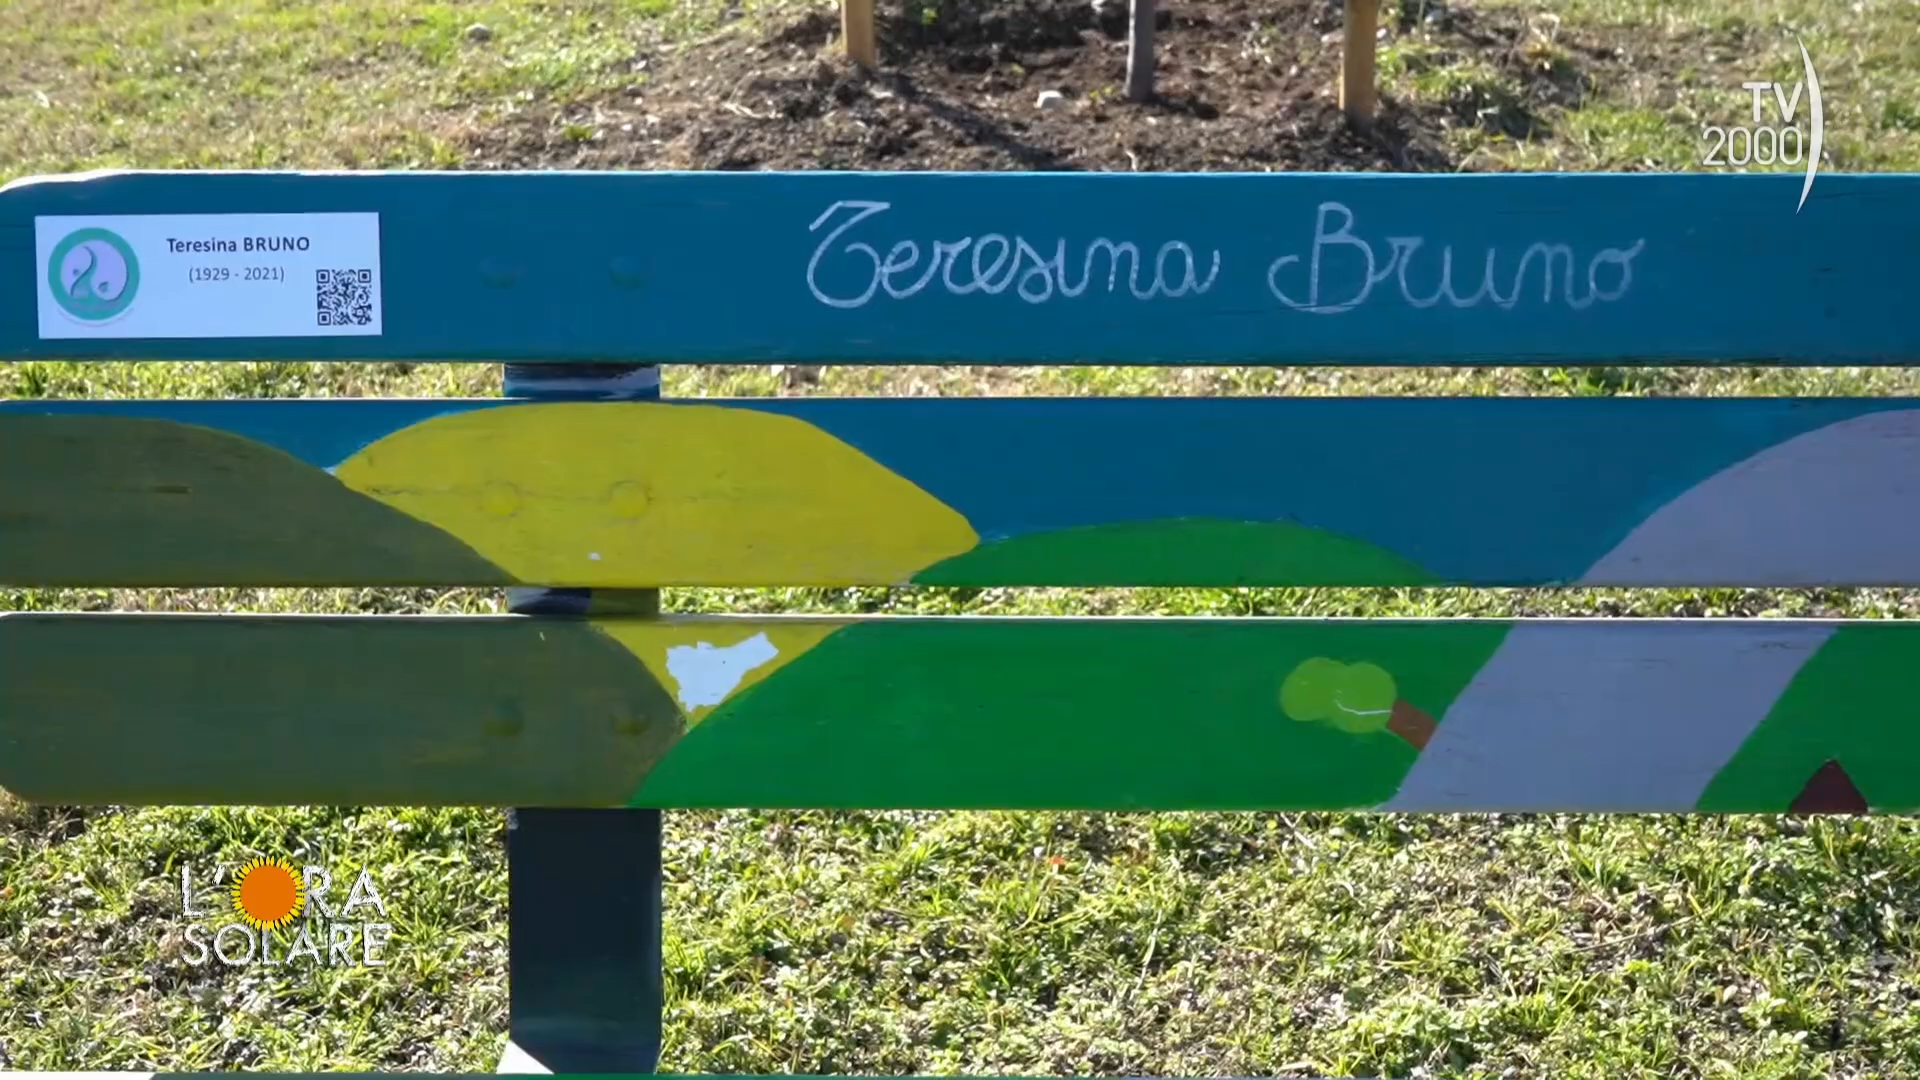 TV
2000
Teresina BRUNO
(1929 - 2021)
Teresina Bruno
L'ORA
SOLARE